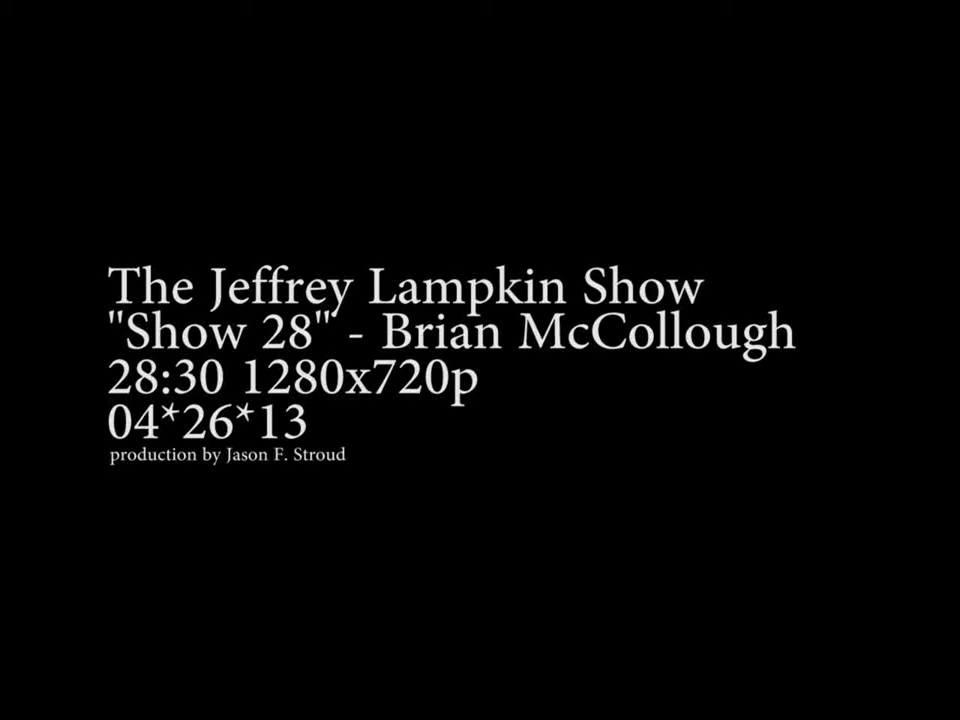 The Jeffrey Lampkin Show
"Show 28" - Brian McCollough
28:30 1280x720p
04*26*13
production by Jason F. Stroud